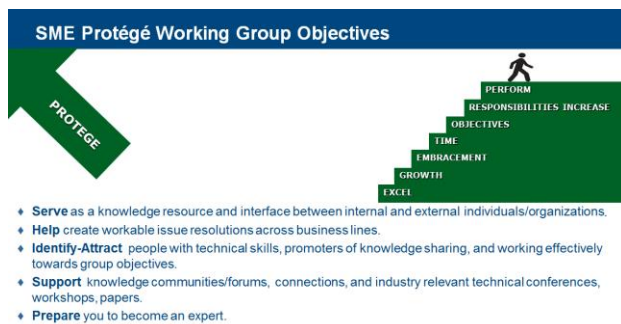 SME Protégé Working Group Objectives
PROTEGE
PERFORM
RESPONSIBILITIES INCREASE
OBJECTIVES
TIME
EMBRACEMENT
GROWTH
EXCEL
♦ Serve as a knowledge resource and interface between internal and external individuals/organizations.
♦ Help create workable issue resolutions across business lines.
♦ Identify-Attract people with technical skills, promoters of knowledge sharing, and working effectively
towards group objectives.
♦ Support knowledge communities/forums, connections, and industry relevant technical conferences,
workshops, papers.
♦ Prepare you to become an expert.